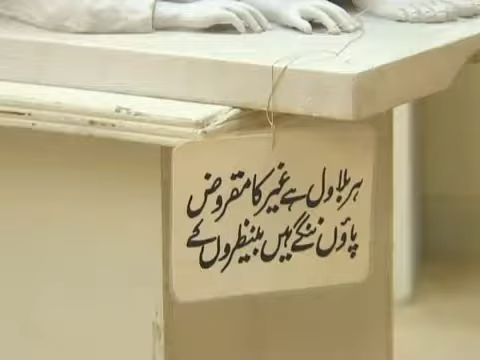 ہر بلاول ہے غیر کا مقروض
پاؤں ننگے ہیں بینظیروں کے